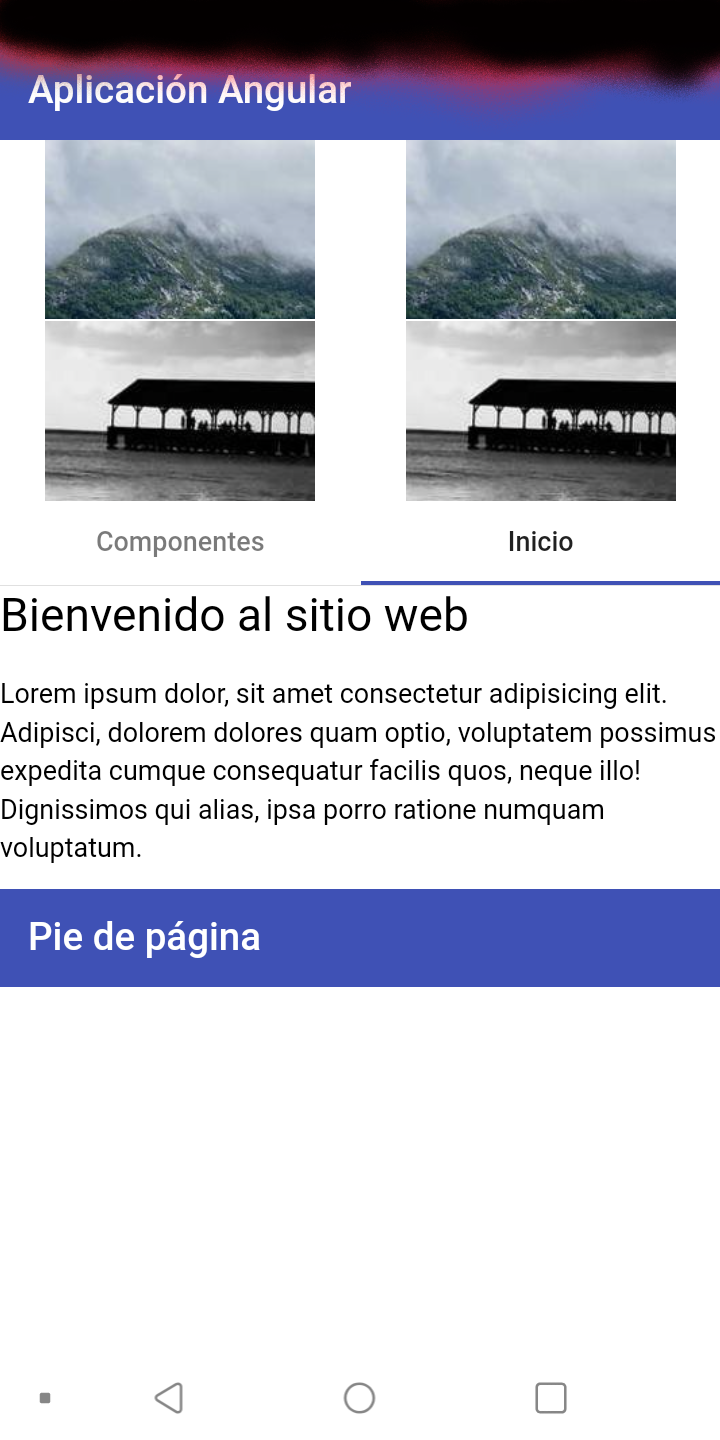 Aplicación Angular
Componentes
Inicio
Bienvenido al sitio web
Lorem ipsum dolor, sit amet consectetur adipisicing elit.
Adipisci, dolorem dolores quam optio, voluptatem possimus
expedita cumque consequatur facilis quos, neque illo!
Dignissimos qui alias, ipsa porro ratione numquam
voluptatum.
Pie de página